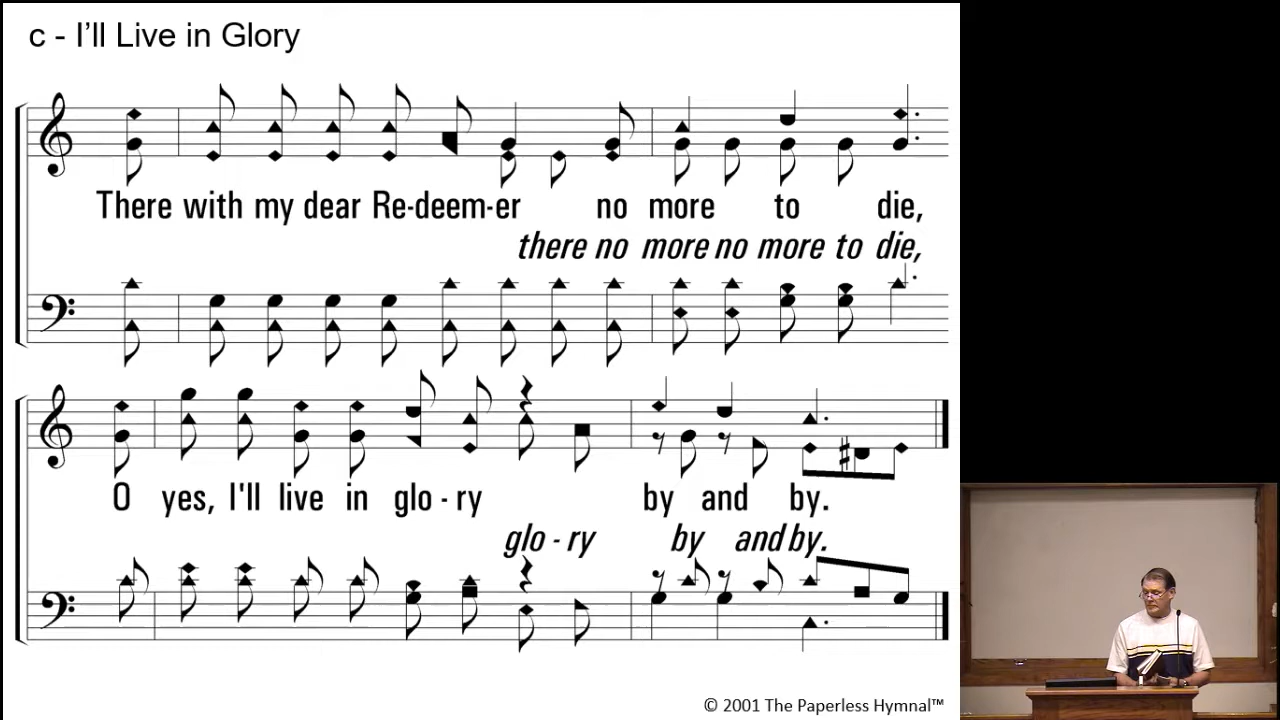 c - I’ll Live in Glory
There with my dear Re-deem-er no more to die,
there no more no more to die,
O yes, I'll live in glo - ry by and by.
glo - ry by and by.
© 2001 The Paperless Hymnal™